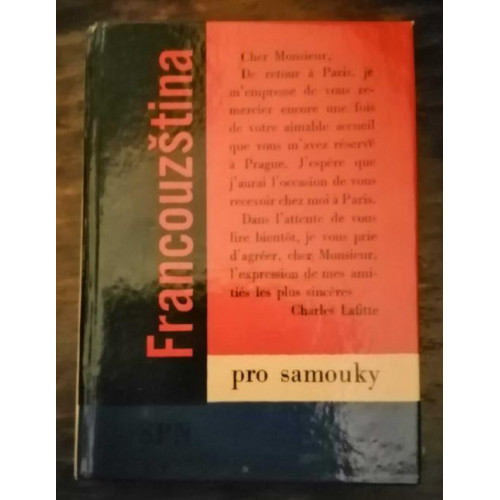 Francouzština
Cher Monsieur,
De retour à Paris, je
m'empresse de vous re-
mercier encore une fois
de votre aimable accueil
que vous m'avez réservé
à Prague. J'espère que
j'aurai l'occasion de vous
recevoir chez moi à Paris.
Dans l'attente de vous
lire bientôt, je vous prie
d'agréer, cher Monsieur,
l'expression de mes ami-
tiés les plus sincères
Charles Lafitte
pro samouky
SPN